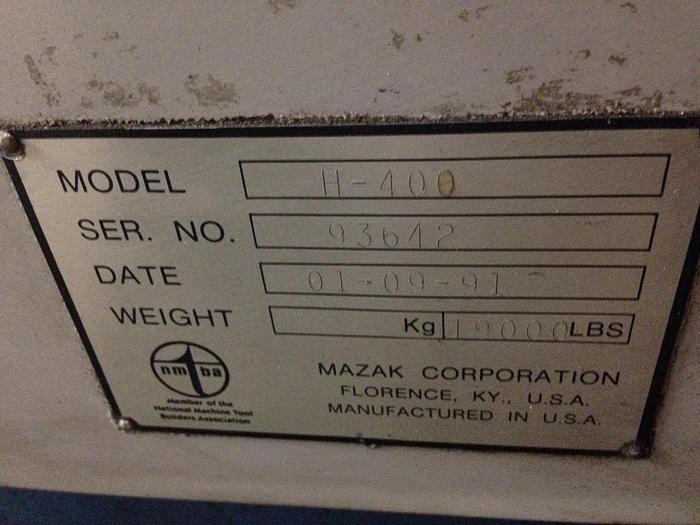 MODEL H-400
SER. NO. 93642
DATE 01-09-91
WEIGHT Kg 19000 LBS
nmtba
Member of the
National Machine Tool
Builders Association
MAZAK CORPORATION
FLORENCE, KY., U.S.A.
MANUFACTURED IN U.S.A.